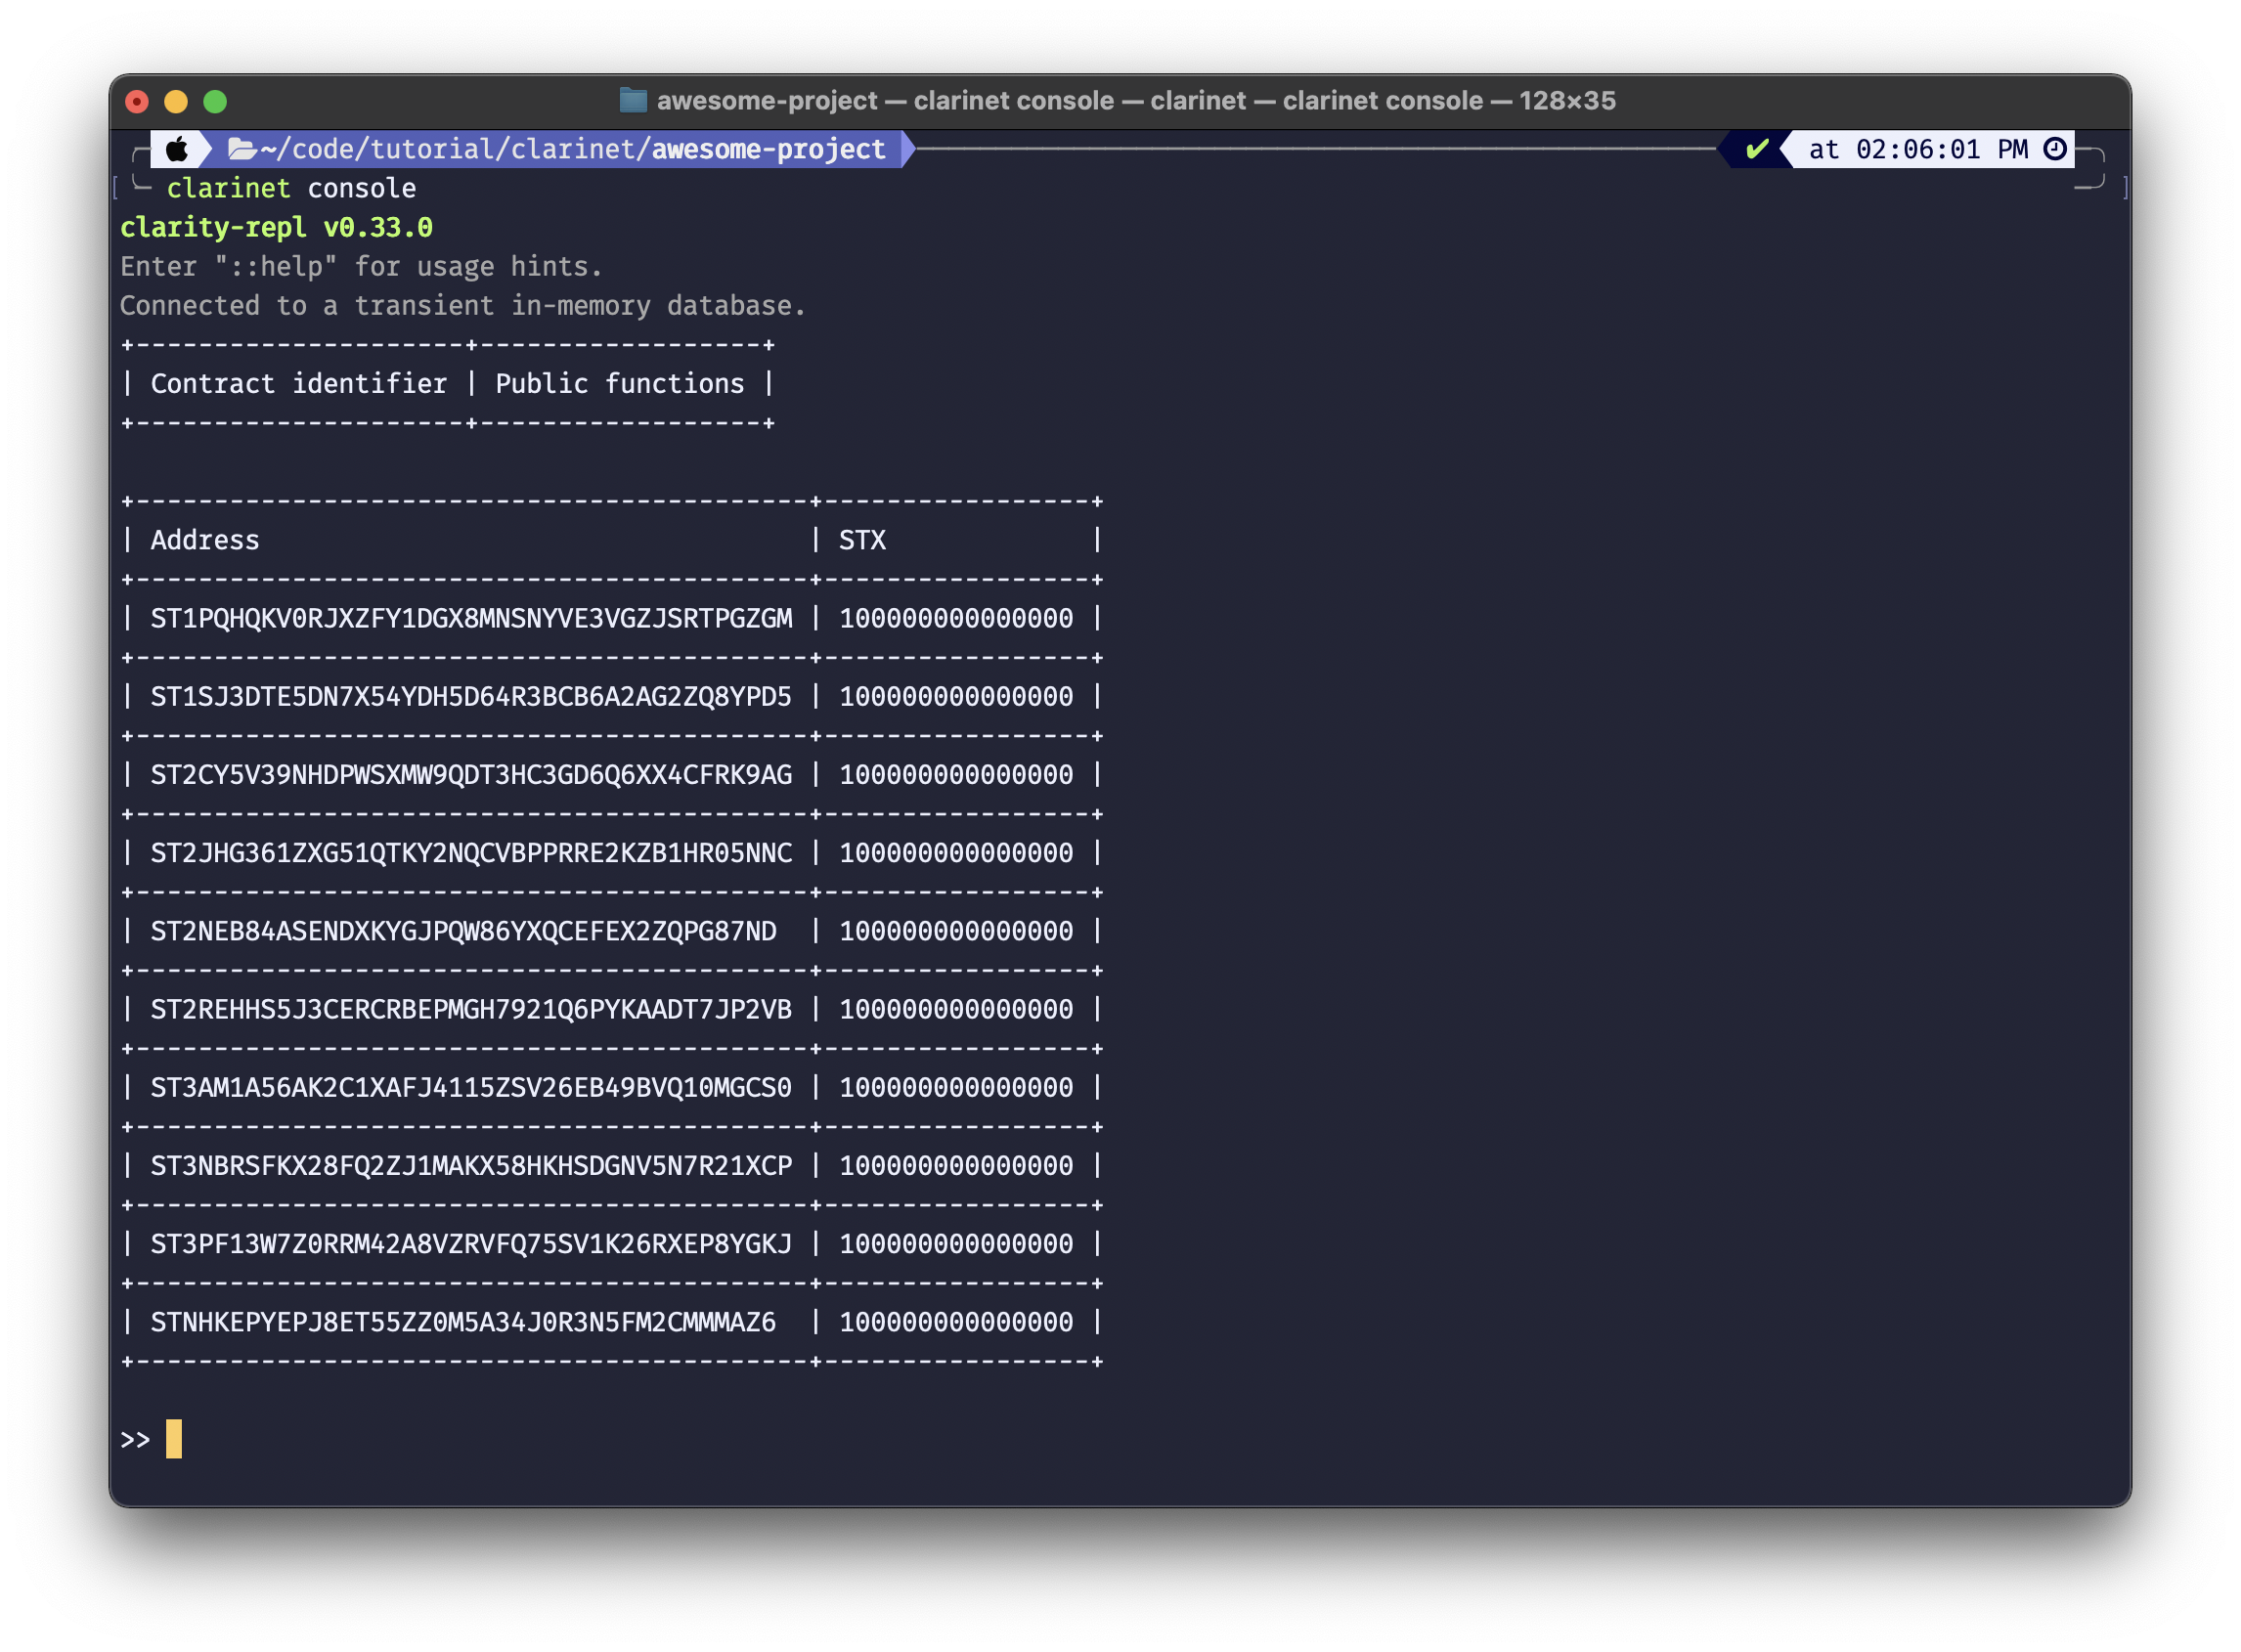 awesome-project — clarinet console — clarinet — clarinet console — 128×35
~/code/tutorial/clarinet/awesome-project ✔ at 02:06:01 PM
clarinet console
clarity-repl v0.33.0
Enter "::help" for usage hints.
Connected to a transient in-memory database.
+---------------------+------------------+
| Contract identifier | Public functions |
+---------------------+------------------+
+-------------------------------------------+-----------------+
| Address                                   | STX             |
+-------------------------------------------+-----------------+
| ST1PQHQKV0RJXZFY1DGX8MNSNYVE3VGZJSRTPGZGM | 100000000000000 |
+-------------------------------------------+-----------------+
| ST1SJ3DTE5DN7X54YDH5D64R3BCB6A2AG2ZQ8YPD5 | 100000000000000 |
+-------------------------------------------+-----------------+
| ST2CY5V39NHDPWSXMW9QDT3HC3GD6Q6XX4CFRK9AG | 100000000000000 |
+-------------------------------------------+-----------------+
| ST2JHG361ZXG51QTKY2NQCVBPPRRE2KZB1HR05NNC | 100000000000000 |
+-------------------------------------------+-----------------+
| ST2NEB84ASENDXKYGJPQW86YXQCEFEX2ZQPG87ND  | 100000000000000 |
+-------------------------------------------+-----------------+
| ST2REHHS5J3CERCRBEPMGH7921Q6PYKAADT7JP2VB | 100000000000000 |
+-------------------------------------------+-----------------+
| ST3AM1A56AK2C1XAFJ4115ZSV26EB49BVQ10MGCS0 | 100000000000000 |
+-------------------------------------------+-----------------+
| ST3NBRSFKX28FQ2ZJ1MAKX58HKHSDGNV5N7R21XCP | 100000000000000 |
+-------------------------------------------+-----------------+
| ST3PF13W7Z0RRM42A8VZRVFQ75SV1K26RXEP8YGKJ | 100000000000000 |
+-------------------------------------------+-----------------+
| STNHKEPYEPJ8ET55ZZ0M5A34J0R3N5FM2CMMMAZ6  | 100000000000000 |
+-------------------------------------------+-----------------+
>>